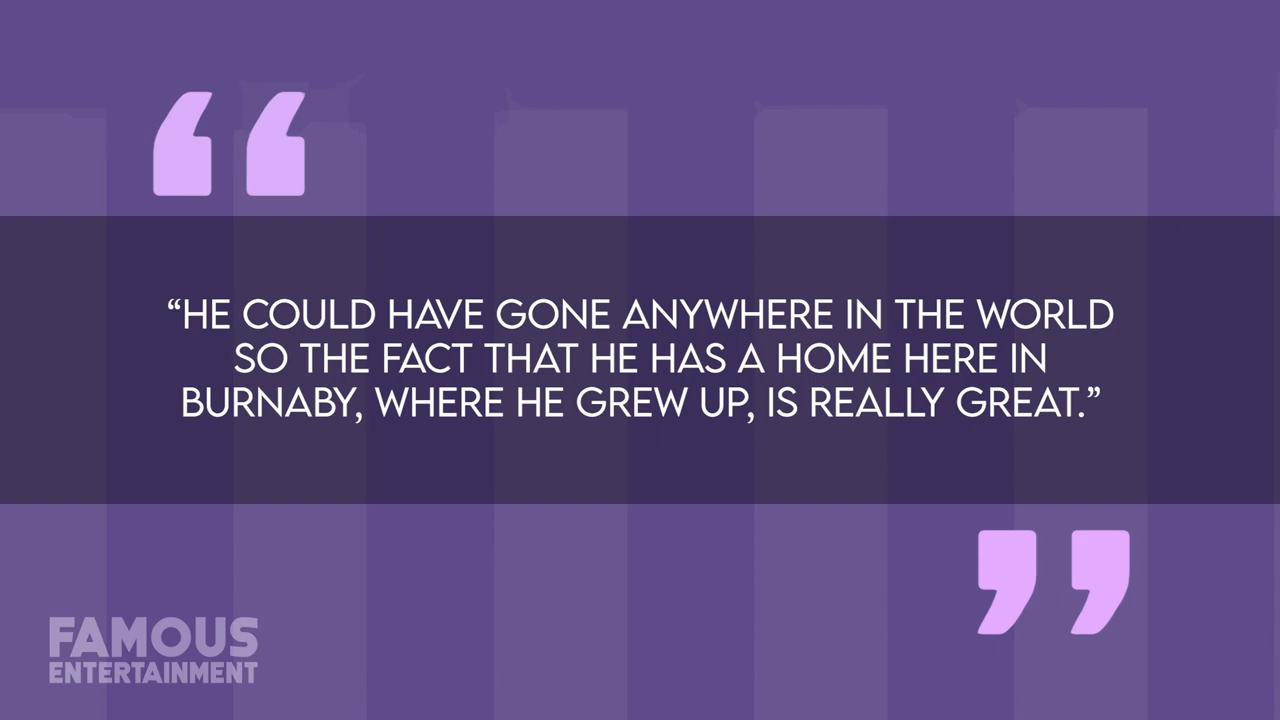 “HE COULD HAVE GONE ANYWHERE IN THE WORLD
SO THE FACT THAT HE HAS A HOME HERE IN
BURNABY, WHERE HE GREW UP, IS REALLY GREAT.”
FAMOUS
ENTERTAINMENT